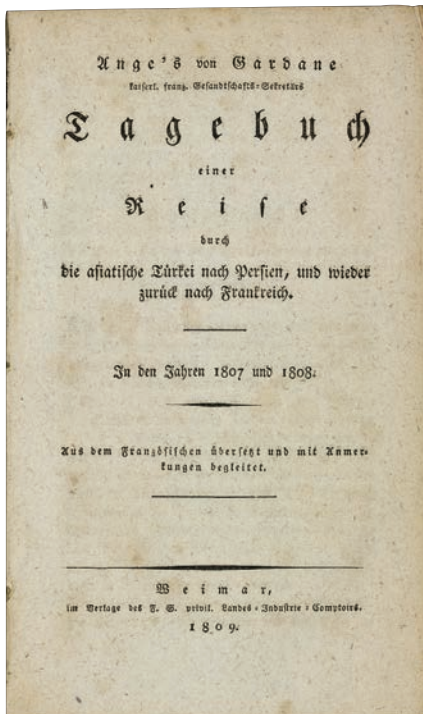 Ange's von Gardane
kaiserl. franz. Gesandtschafts-Sekretärs
Tagebuch
einer
Reise
durch
die asiatische Türkei nach Persien, und wieder
zurück nach Frankreich.
In den Jahren 1807 und 1808.
Aus dem Französischen übersetzt und mit Anmer-
kungen begleitet.
Weimar,
im Verlage des F. S. privil. Landes-Industrie-Comptoirs.
1809.